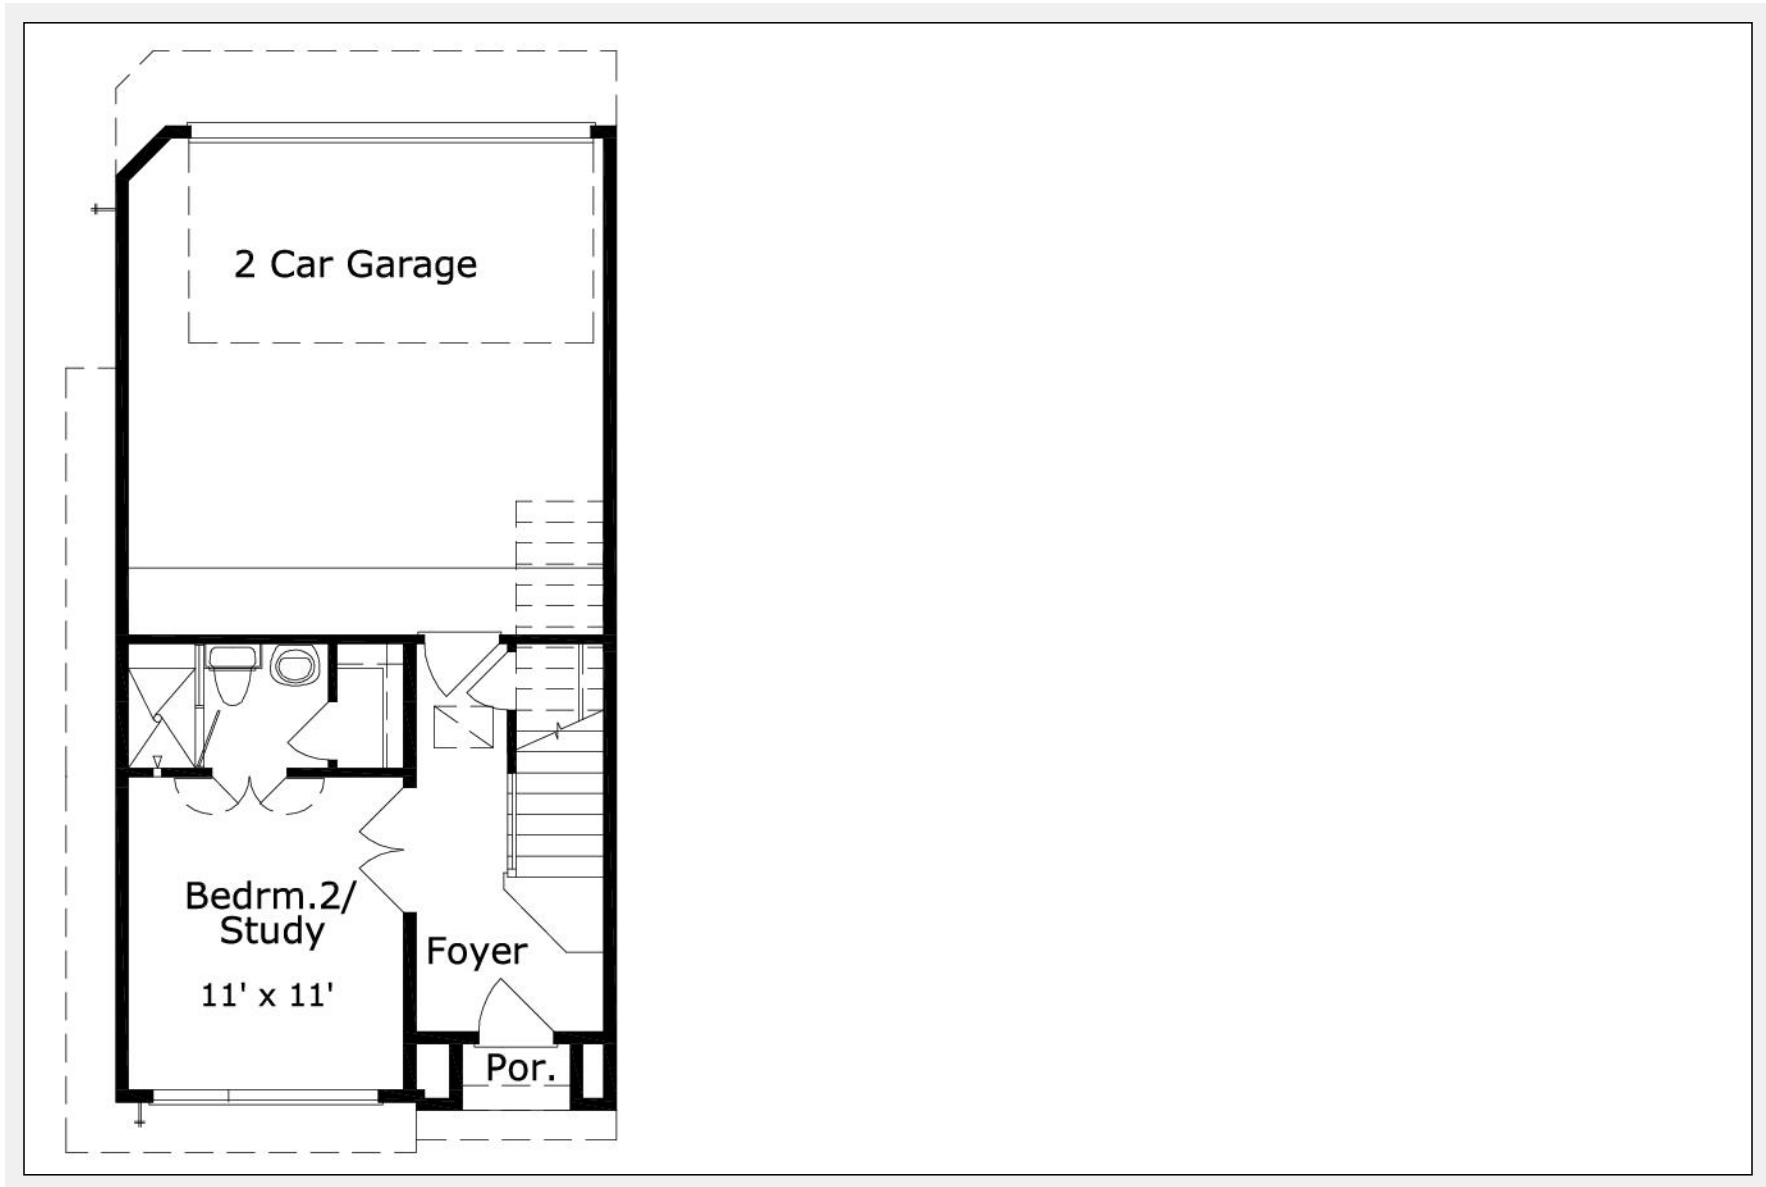 2 Car Garage
Bedrm.2/
Study
11' x 11'
Foyer
Por.